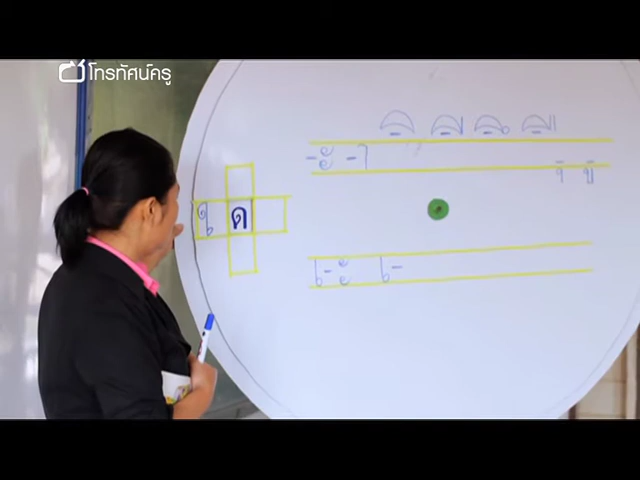 โทรทัศน์ครู
-ิ -ี -ึ -ื
-ะ -า
-ุ -ู
ใ ด
เ-ะ เ-